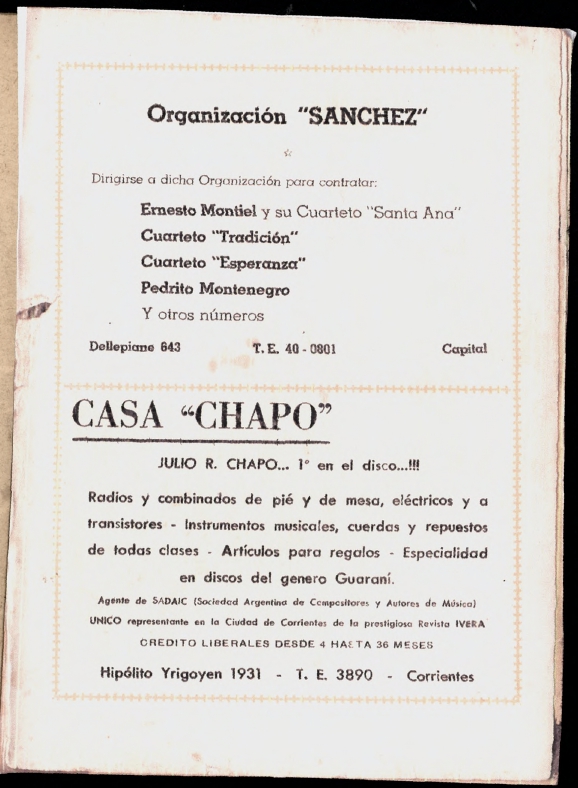 Organización "SANCHEZ"
Dirigirse a dicha Organización para contratar:
Ernesto Montiel y su Cuarteto "Santa Ana"
Cuarteto "Tradición"
Cuarteto "Esperanza"
Pedrito Montenegro
Y otros números
Dellepiane 643 T. E. 40 - 0801 Capital
CASA "CHAPO"
JULIO R. CHAPO... 1° en el disco...!!!
Radios y combinados de pié y de mesa, eléctricos y a
transistores - Instrumentos musicales, cuerdas y repuestos
de todas clases - Artículos para regalos - Especialidad
en discos del genero Guaraní.
Agente de SADAIC (Sociedad Argentina de Compositores y Autores de Música)
UNICO representante en la Ciudad de Corrientes de la prestigiosa Revista IVERA
CREDITO LIBERALES DESDE 4 HASTA 36 MESES
Hipólito Yrigoyen 1931 - T. E. 3890 - Corrientes